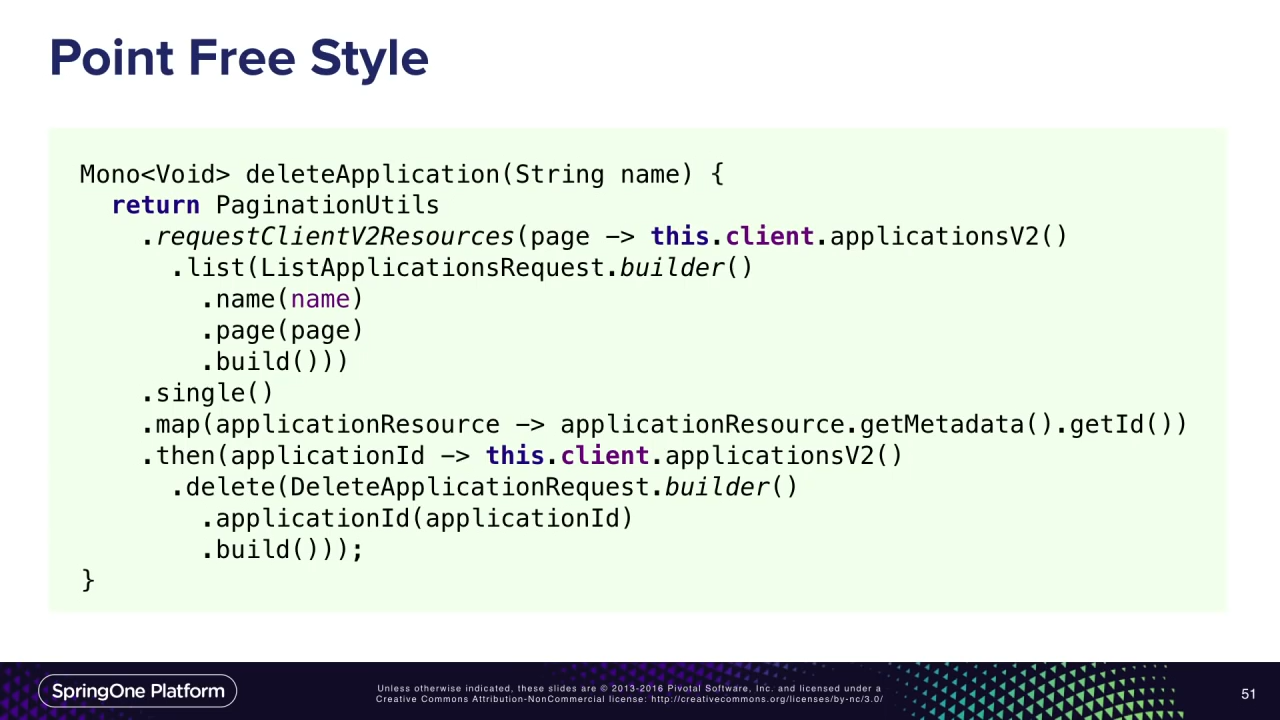 Point Free Style
Mono<Void> deleteApplication(String name) {
  return PaginationUtils
    .requestClientV2Resources(page -> this.client.applicationsV2()
      .list(ListApplicationsRequest.builder()
        .name(name)
        .page(page)
        .build()))
    .single()
    .map(applicationResource -> applicationResource.getMetadata().getId())
    .then(applicationId -> this.client.applicationsV2()
      .delete(DeleteApplicationRequest.builder()
        .applicationId(applicationId)
        .build()));
}
SpringOne Platform
Unless otherwise indicated, these slides are © 2013-2016 Pivotal Software, Inc. and licensed under a
Creative Commons Attribution-NonCommercial license: http://creativecommons.org/licenses/by-nc/3.0/
51